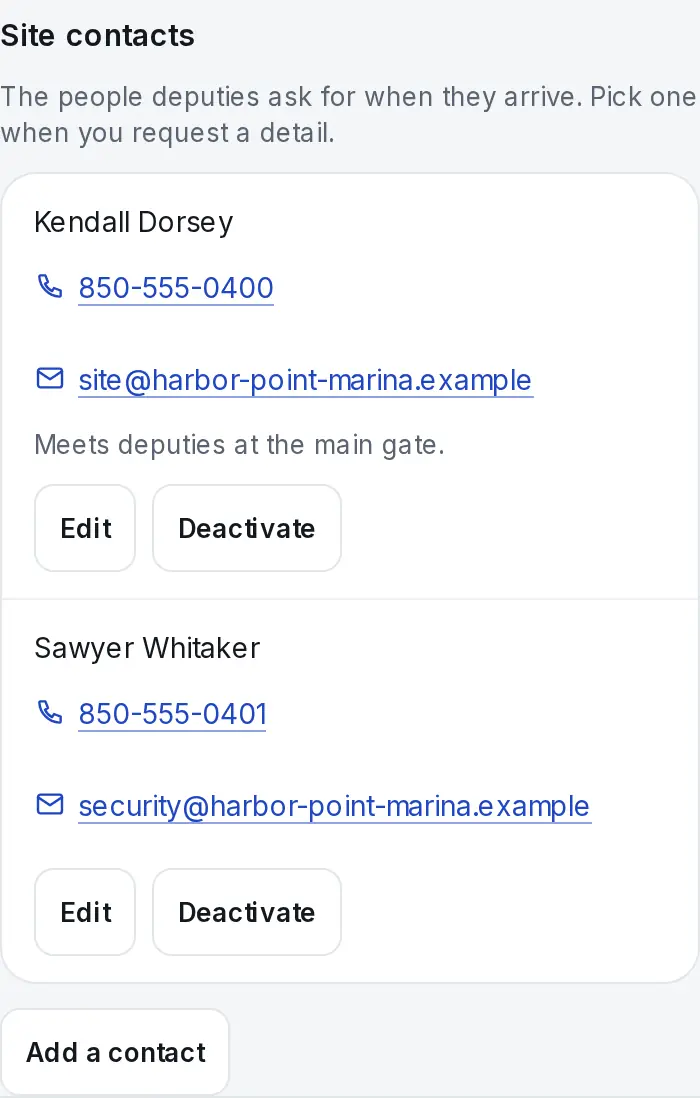 Site contacts
The people deputies ask for when they arrive. Pick one
when you request a detail.
Kendall Dorsey
850-555-0400
site@harbor-point-marina.example
Meets deputies at the main gate.
Edit Deactivate
Sawyer Whitaker
850-555-0401
security@harbor-point-marina.example
Edit Deactivate
Add a contact